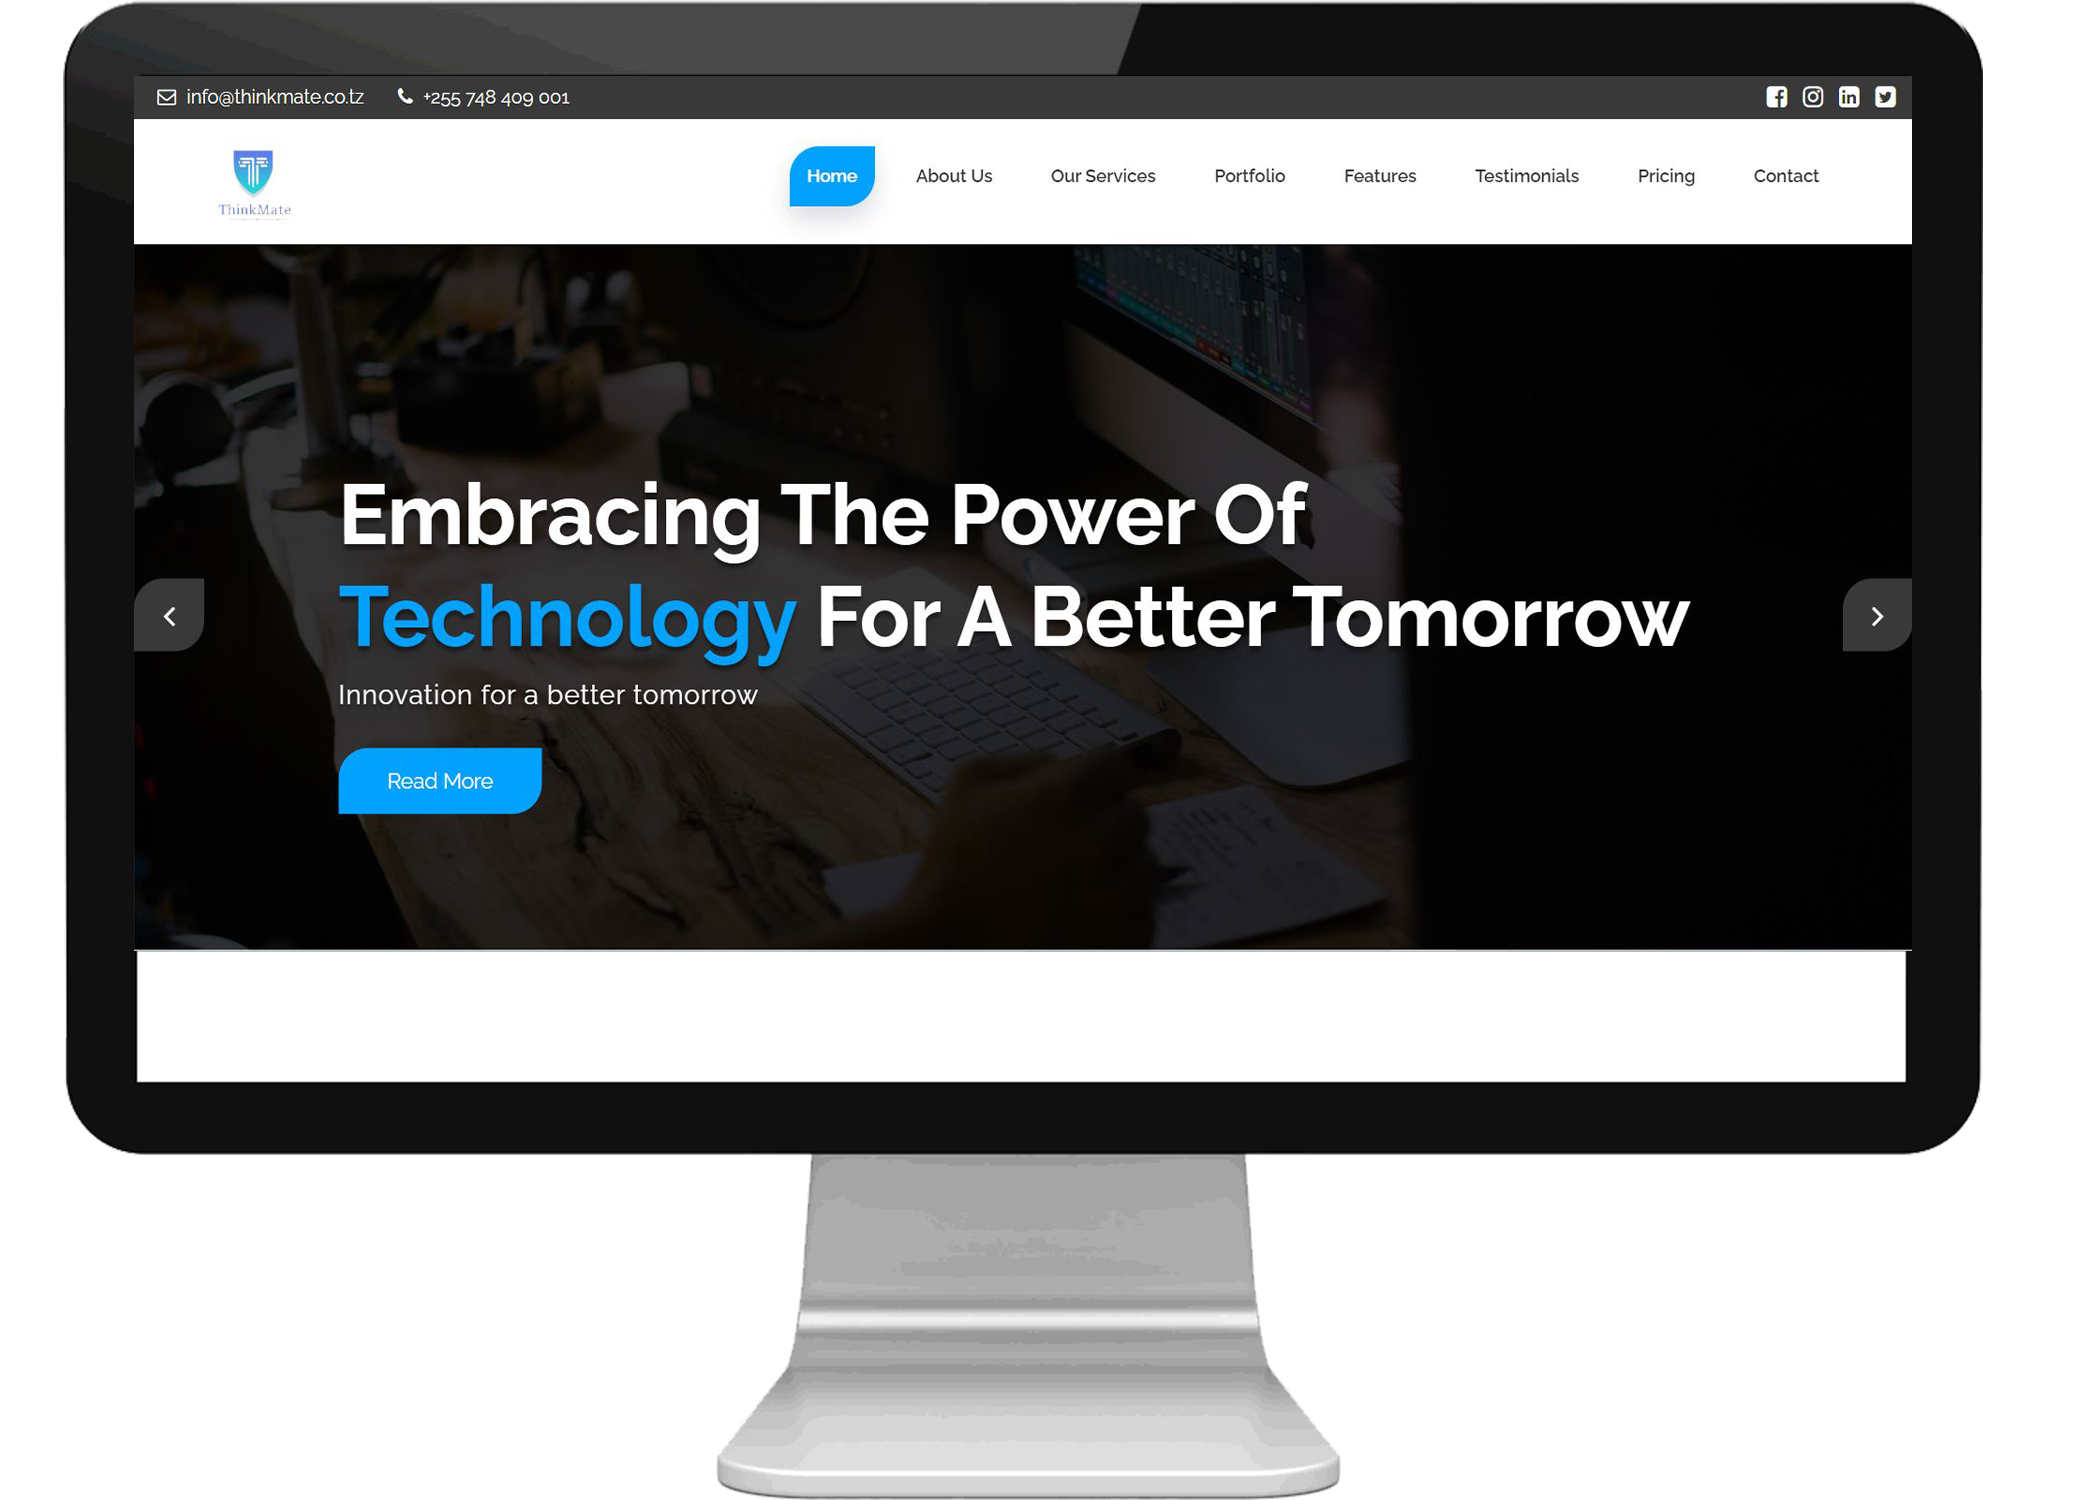 info@thinkmate.co.tz +255 748 409 001
ThinkMate
Home About Us Our Services Portfolio Features Testimonials Pricing Contact
Embracing The Power Of
Technology For A Better Tomorrow
Innovation for a better tomorrow
Read More